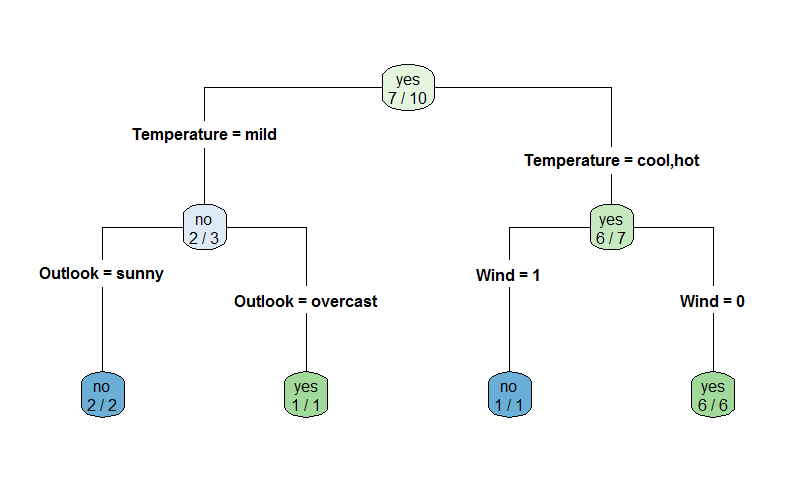 yes
7 / 10
Temperature = mild
Temperature = cool,hot
no
2 / 3
yes
6 / 7
Outlook = sunny
Outlook = overcast
Wind = 1
Wind = 0
no
2 / 2
yes
1 / 1
no
1 / 1
yes
6 / 6